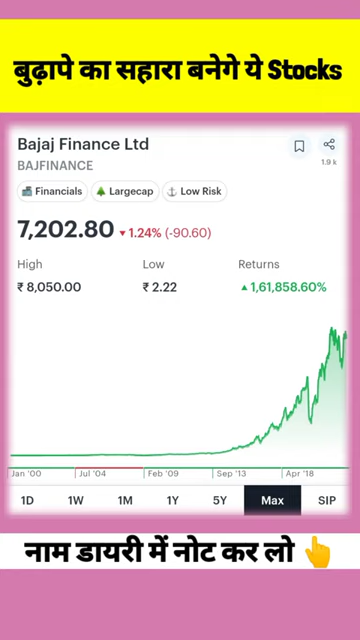 बुढ़ापे का सहारा बनेगे ये Stocks
Bajaj Finance Ltd
BAJFINANCE
1.9 k
Financials Largecap Low Risk
7,202.80 ▼1.24% (-90.60)
High Low Returns
₹ 8,050.00 ₹ 2.22 ▲1,61,858.60%
Jan '00 Jul '04 Feb '09 Sep '13 Apr '18
1D 1W 1M 1Y 5Y Max SIP
नाम डायरी में नोट कर लो 👆